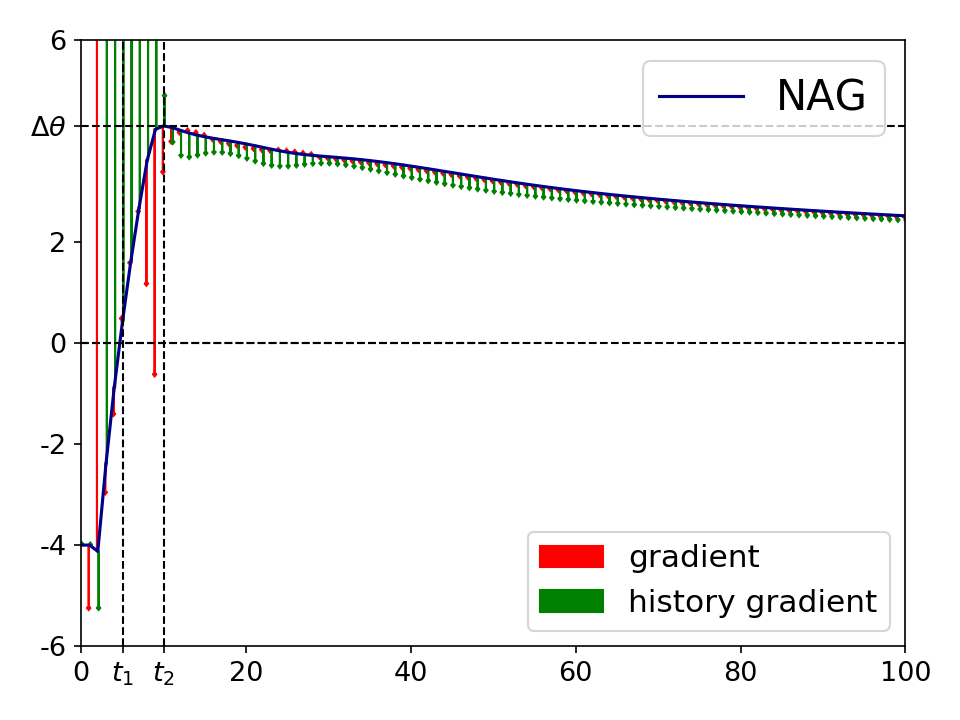 6
NAG
Δθ
2
0
-2
-4
gradient
history gradient
-6
0 t₁ t₂ 20 40 60 80 100